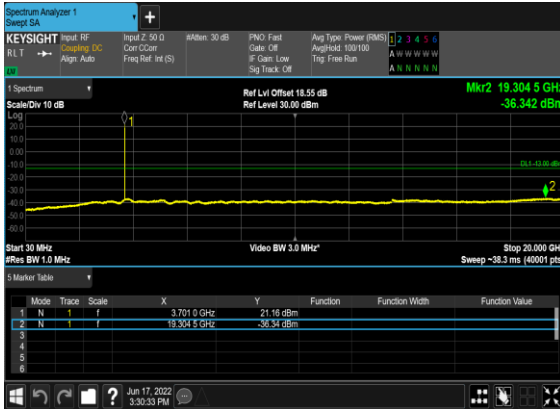 Spectrum Analyzer 1
Swept SA
+
KEYSIGHT Input: RF Input Z: 50 Ω #Atten: 30 dB PNO: Fast Avg Type: Power (RMS) 1 2 3 4 5 6
RLT Coupling: DC Corr CCorr Gate: Off Avg|Hold: 100/100 A W W W W W
Align: Auto Freq Ref: Int (S) IF Gain: Low Trig: Free Run
Sig Track: Off A N N N N N
1 Spectrum Ref Lvl Offset 18.55 dB Mkr2 19.304 5 GHz
Scale/Div 10 dB Ref Level 30.00 dBm -36.342 dBm
Log
20.0
10.0
0.00
-10.0
-20.0
-30.0
-40.0
-50.0
-60.0
1
DL1 -13.00 dBm
2
Start 30 MHz Video BW 3.0 MHz* Stop 20.000 GH
#Res BW 1.0 MHz Sweep ~38.3 ms (40001 pts
5 Marker Table
Mode Trace Scale X Y Function Function Width Function Value
1 N 1 f 3.701 0 GHz 21.16 dBm
2 N 1 f 19.304 5 GHz -36.34 dBm
3
4
5
6
? Jun 17, 2022
3:30:33 PM